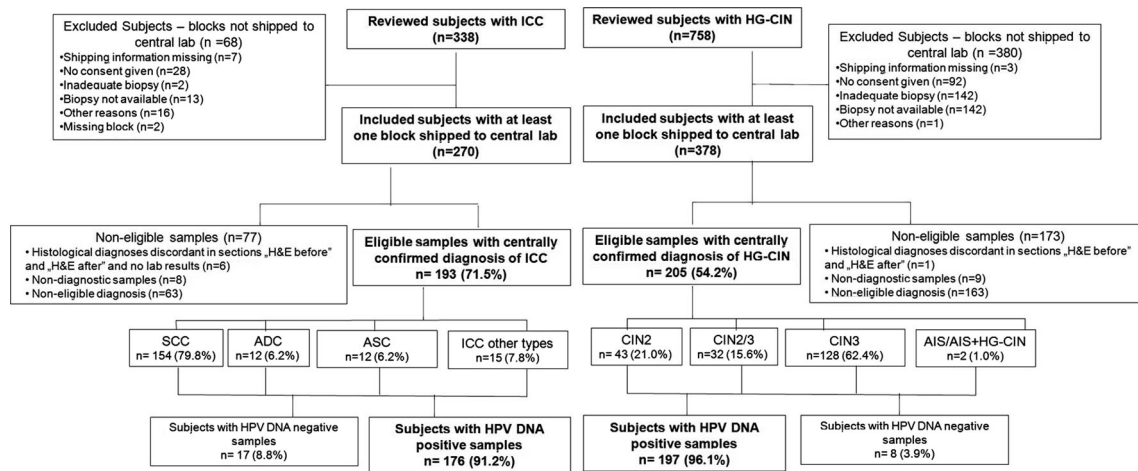 Reviewed subjects with ICC
(n=338)
Excluded Subjects – blocks not shipped to
central lab (n =68)
•Shipping information missing (n=7)
•No consent given (n=28)
•Inadequate biopsy (n=2)
•Biopsy not available (n=13)
•Other reasons (n=16)
•Missing block (n=2)
Included subjects with at least
one block shipped to central lab
(n=270)
Non-eligible samples (n=77)
• Histological diagnoses discordant in sections „H&E before”
and „H&E after” and no lab results (n=6)
• Non-diagnostic samples (n=8)
• Non-eligible diagnosis (n=63)
Eligible samples with centrally
confirmed diagnosis of ICC
n= 193 (71.5%)
SCC
n= 154 (79.8%)
ADC
n=12 (6.2%)
ASC
n=12 (6.2%)
ICC other types
n=15 (7.8%)
Subjects with HPV DNA negative
samples
n= 17 (8.8%)
Subjects with HPV DNA
positive samples
n= 176 (91.2%)
Reviewed subjects with HG-CIN
(n=758)
Excluded Subjects – blocks not shipped to
central lab (n =380)
•Shipping information missing (n=3)
•No consent given (n=92)
•Inadequate biopsy (n=142)
•Biopsy not available (n=142)
•Other reasons (n=1)
Included subjects with at least
one block shipped to central lab
(n=378)
Eligible samples with centrally
confirmed diagnosis of HG-CIN
n= 205 (54.2%)
Non-eligible samples (n=173)
• Histological diagnoses discordant in sections „H&E before”
and „H&E after” (n=1)
• Non-diagnostic samples (n=9)
• Non-eligible diagnosis (n=163)
CIN2
n= 43 (21.0%)
CIN2/3
n=32 (15.6%)
CIN3
n=128 (62.4%)
AIS/AIS+HG-CIN
n=2 (1.0%)
Subjects with HPV DNA
positive samples
n= 197 (96.1%)
Subjects with HPV DNA negative
samples
n= 8 (3.9%)